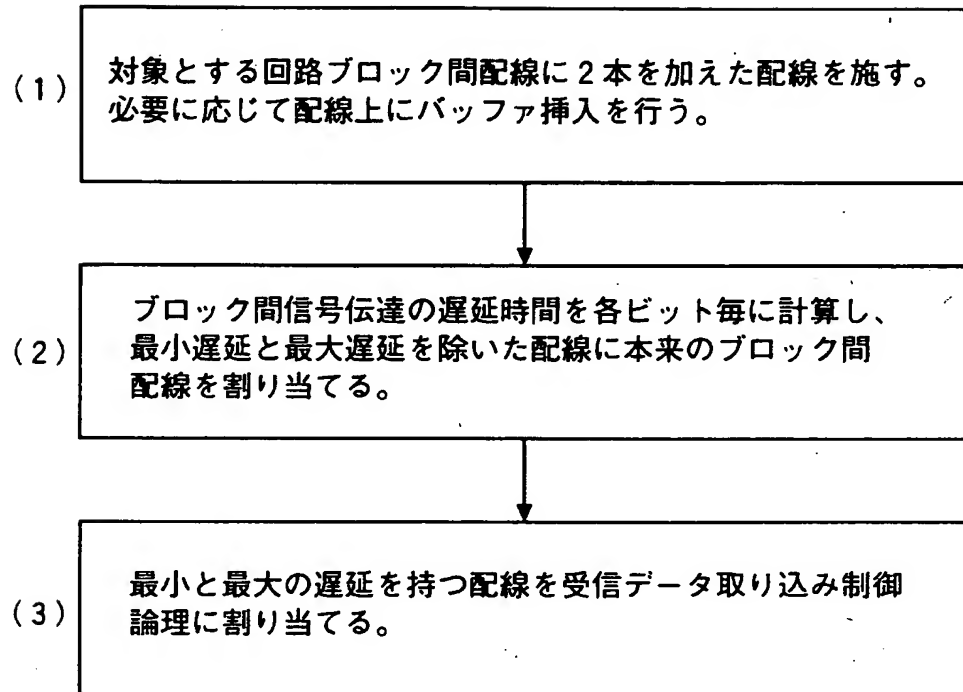 (1)
対象とする回路ブロック間配線に2本を加えた配線を施す。
必要に応じて配線上にバッファ挿入を行う。
(2)
ブロック間信号伝達の遅延時間を各ビット毎に計算し、
最小遅延と最大遅延を除いた配線に本来のブロック間
配線を割り当てる。
(3)
最小と最大の遅延を持つ配線を受信データ取り込み制御
論理に割り当てる。